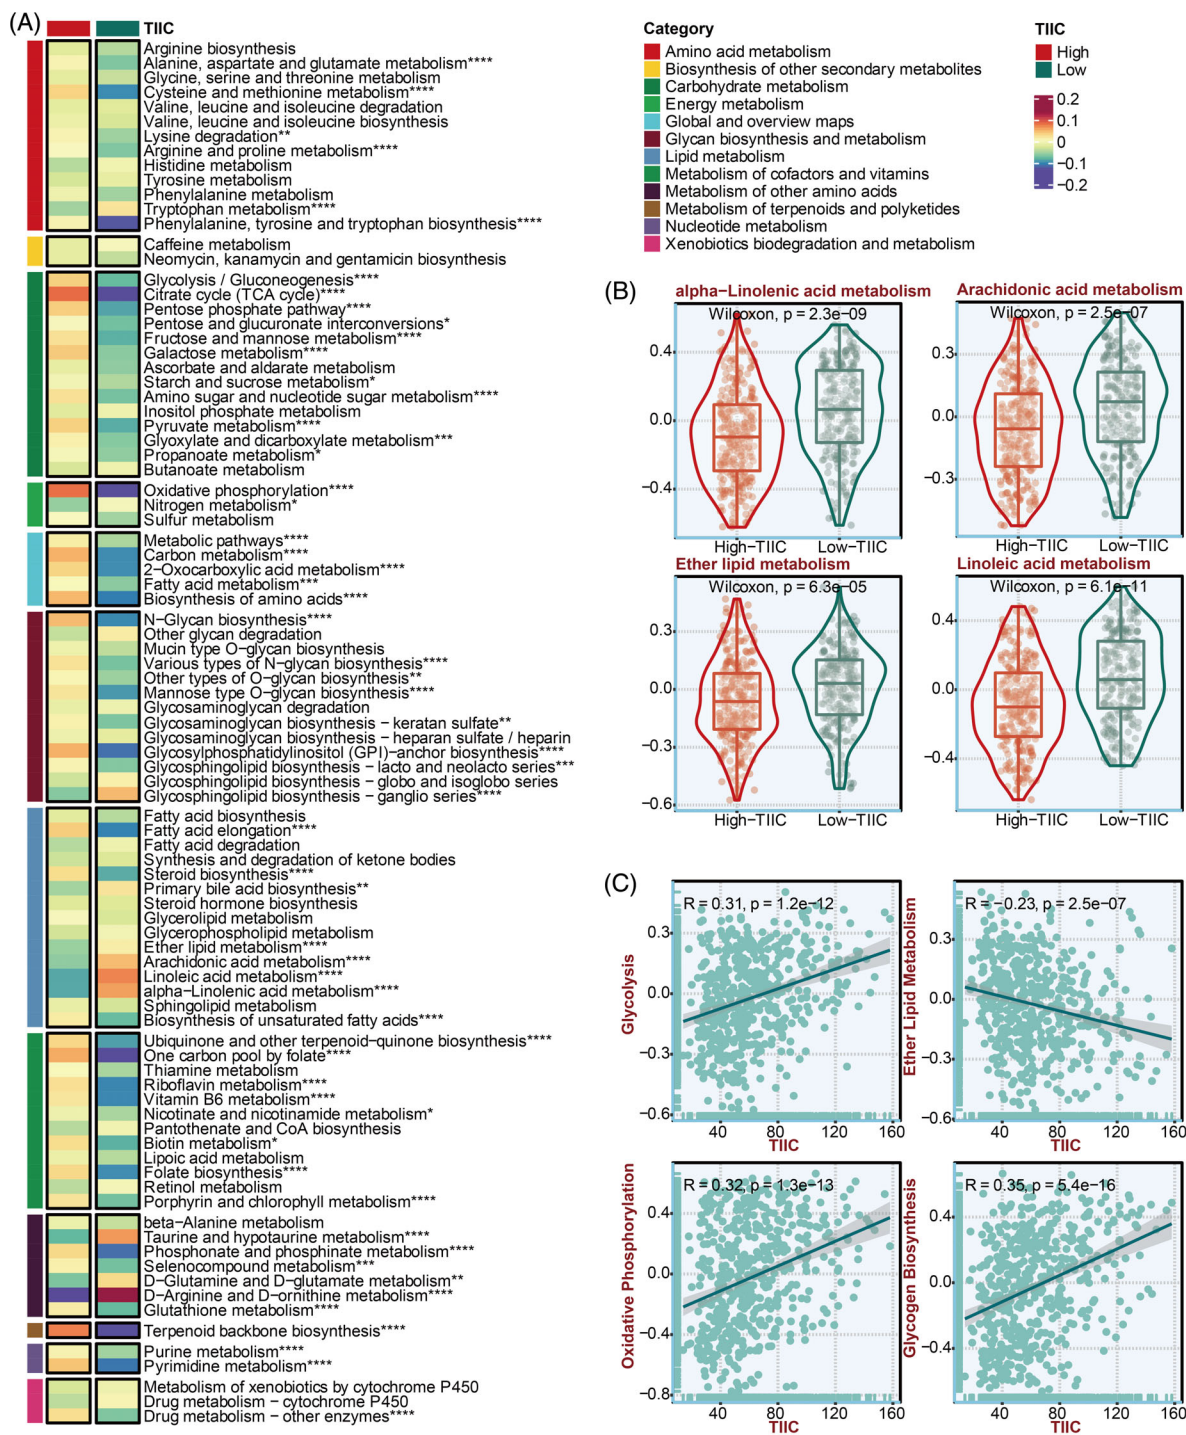 (A)
TIIC
Arginine biosynthesis
Alanine, aspartate and glutamate metabolism****
Glycine, serine and threonine metabolism
Cysteine and methionine metabolism****
Valine, leucine and isoleucine degradation
Valine, leucine and isoleucine biosynthesis
Lysine degradation**
Arginine and proline metabolism****
Histidine metabolism
Tyrosine metabolism
Phenylalanine metabolism
Tryptophan metabolism****
Phenylalanine, tyrosine and tryptophan biosynthesis****
Caffeine metabolism
Neomycin, kanamycin and gentamicin biosynthesis
Glycolysis / Gluconeogenesis****
Citrate cycle (TCA cycle)****
Pentose phosphate pathway****
Pentose and glucuronate interconversions*
Fructose and mannose metabolism****
Galactose metabolism****
Ascorbate and aldarate metabolism
Starch and sucrose metabolism*
Amino sugar and nucleotide sugar metabolism****
Inositol phosphate metabolism
Pyruvate metabolism****
Glyoxylate and dicarboxylate metabolism***
Propanoate metabolism*
Butanoate metabolism
Oxidative phosphorylation****
Nitrogen metabolism*
Sulfur metabolism
Metabolic pathways****
Carbon metabolism****
2−Oxocarboxylic acid metabolism****
Fatty acid metabolism***
Biosynthesis of amino acids****
N−Glycan biosynthesis****
Other glycan degradation
Mucin type O−glycan biosynthesis
Various types of N−glycan biosynthesis****
Other types of O−glycan biosynthesis**
Mannose type O−glycan biosynthesis****
Glycosaminoglycan degradation
Glycosaminoglycan biosynthesis − keratan sulfate**
Glycosaminoglycan biosynthesis − heparan sulfate / heparin
Glycosylphosphatidylinositol (GPI)−anchor biosynthesis****
Glycosphingolipid biosynthesis − lacto and neolacto series***
Glycosphingolipid biosynthesis − globo and isoglobo series
Glycosphingolipid biosynthesis − ganglio series****
Fatty acid biosynthesis
Fatty acid elongation****
Fatty acid degradation
Synthesis and degradation of ketone bodies
Steroid biosynthesis****
Primary bile acid biosynthesis**
Steroid hormone biosynthesis
Glycerolipid metabolism
Glycerophospholipid metabolism
Ether lipid metabolism****
Arachidonic acid metabolism****
Linoleic acid metabolism****
alpha−Linolenic acid metabolism****
Sphingolipid metabolism
Biosynthesis of unsaturated fatty acids****
Ubiquinone and other terpenoid−quinone biosynthesis****
One carbon pool by folate****
Thiamine metabolism
Riboflavin metabolism****
Vitamin B6 metabolism****
Nicotinate and nicotinamide metabolism*
Pantothenate and CoA biosynthesis
Biotin metabolism*
Lipoic acid metabolism
Folate biosynthesis****
Retinol metabolism
Porphyrin and chlorophyll metabolism****
beta−Alanine metabolism
Taurine and hypotaurine metabolism****
Phosphonate and phosphinate metabolism****
Selenocompound metabolism***
D−Glutamine and D−glutamate metabolism**
D−Arginine and D−ornithine metabolism****
Glutathione metabolism****
Terpenoid backbone biosynthesis****
Purine metabolism****
Pyrimidine metabolism****
Metabolism of xenobiotics by cytochrome P450
Drug metabolism − cytochrome P450
Drug metabolism − other enzymes****
Category
Amino acid metabolism
Biosynthesis of other secondary metabolites
Carbohydrate metabolism
Energy metabolism
Global and overview maps
Glycan biosynthesis and metabolism
Lipid metabolism
Metabolism of cofactors and vitamins
Metabolism of other amino acids
Metabolism of terpenoids and polyketides
Nucleotide metabolism
Xenobiotics biodegradation and metabolism
TIIC
High
Low
0.2
0.1
0
−0.1
−0.2
(B)
alpha−Linolenic acid metabolism
Wilcoxon, p = 2.3e−09
0.4
0.0
−0.4
High−TIIC Low−TIIC
Arachidonic acid metabolism
Wilcoxon, p = 2.5e−07
0.3
0.0
−0.3
High−TIIC Low−TIIC
Ether lipid metabolism
Wilcoxon, p = 6.3e−05
0.3
0.0
−0.3
−0.6
High−TIIC Low−TIIC
Linoleic acid metabolism
Wilcoxon, p = 6.1e−11
0.4
0.0
−0.4
High−TIIC Low−TIIC
(C)
Glycolysis
R = 0.31, p = 1.2e−12
0.3
0.0
−0.3
−0.6
40 80 120 160
TIIC
Ether Lipid Metabolism
R = −0.23, p = 2.5e−07
0.3
0.0
−0.3
−0.6
40 80 120 160
TIIC
Oxidative Phosphorylation
R = 0.32, p = 1.3e−13
0.4
0.0
−0.4
−0.8
40 80 120 160
TIIC
Glycogen Biosynthesis
R = 0.35, p = 5.4e−16
0.4
0.0
−0.4
40 80 120 160
TIIC